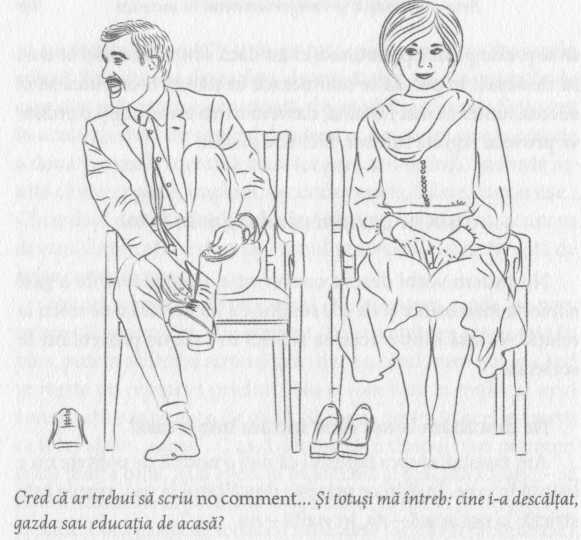 Cred că ar trebui să scriu no comment... Și totuși mă întreb: cine i-a descălțat,
gazda sau educația de acasă?